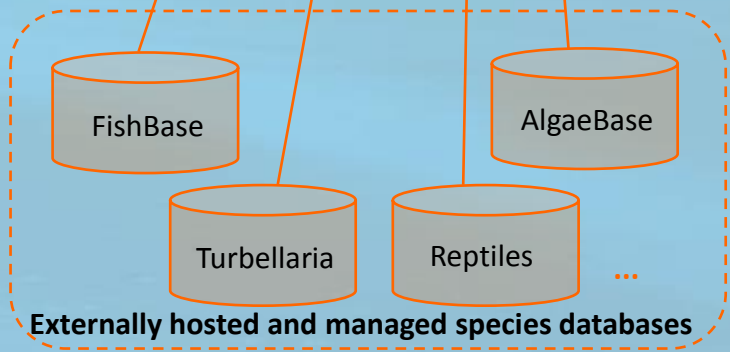 FishBase
AlgaeBase
Turbellaria
Reptiles
...
Externally hosted and managed species databases